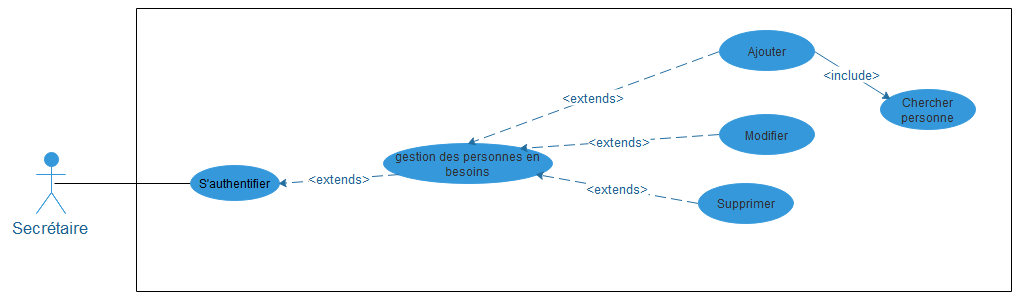 Ajouter
<include>
Chercher
personne
<extends>
Modifier
<extends>
gestion des personnes en
besoins
S'authentifier
<extends>
<extends>
Supprimer
Secrétaire